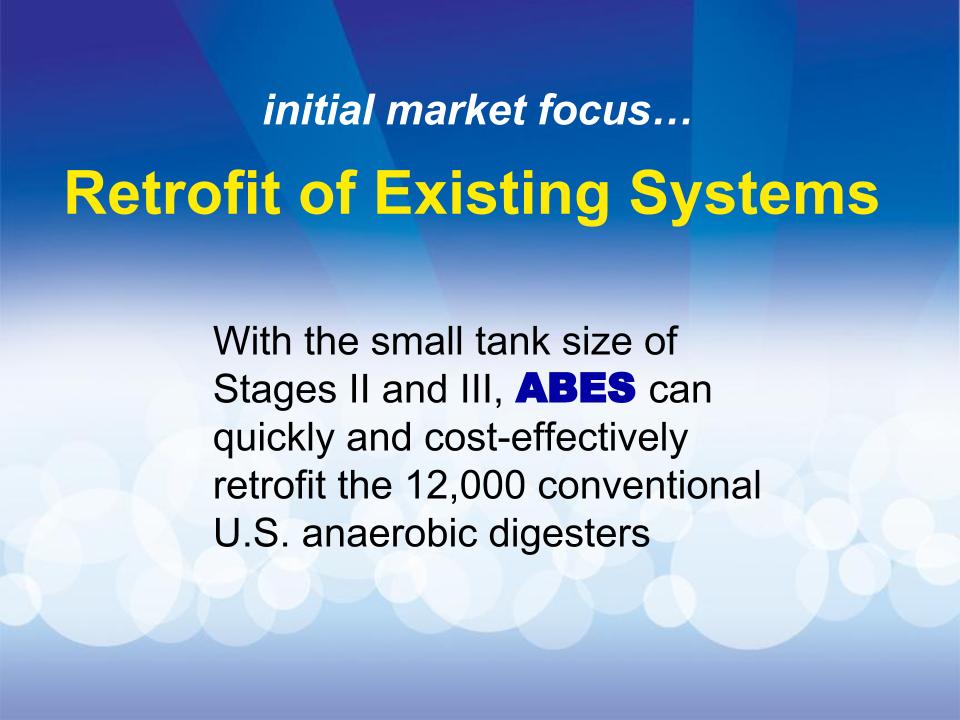 initial market focus…
Retrofit of Existing Systems
With the small tank size of
Stages II and III, ABES can
quickly and cost-effectively
retrofit the 12,000 conventional
U.S. anaerobic digesters